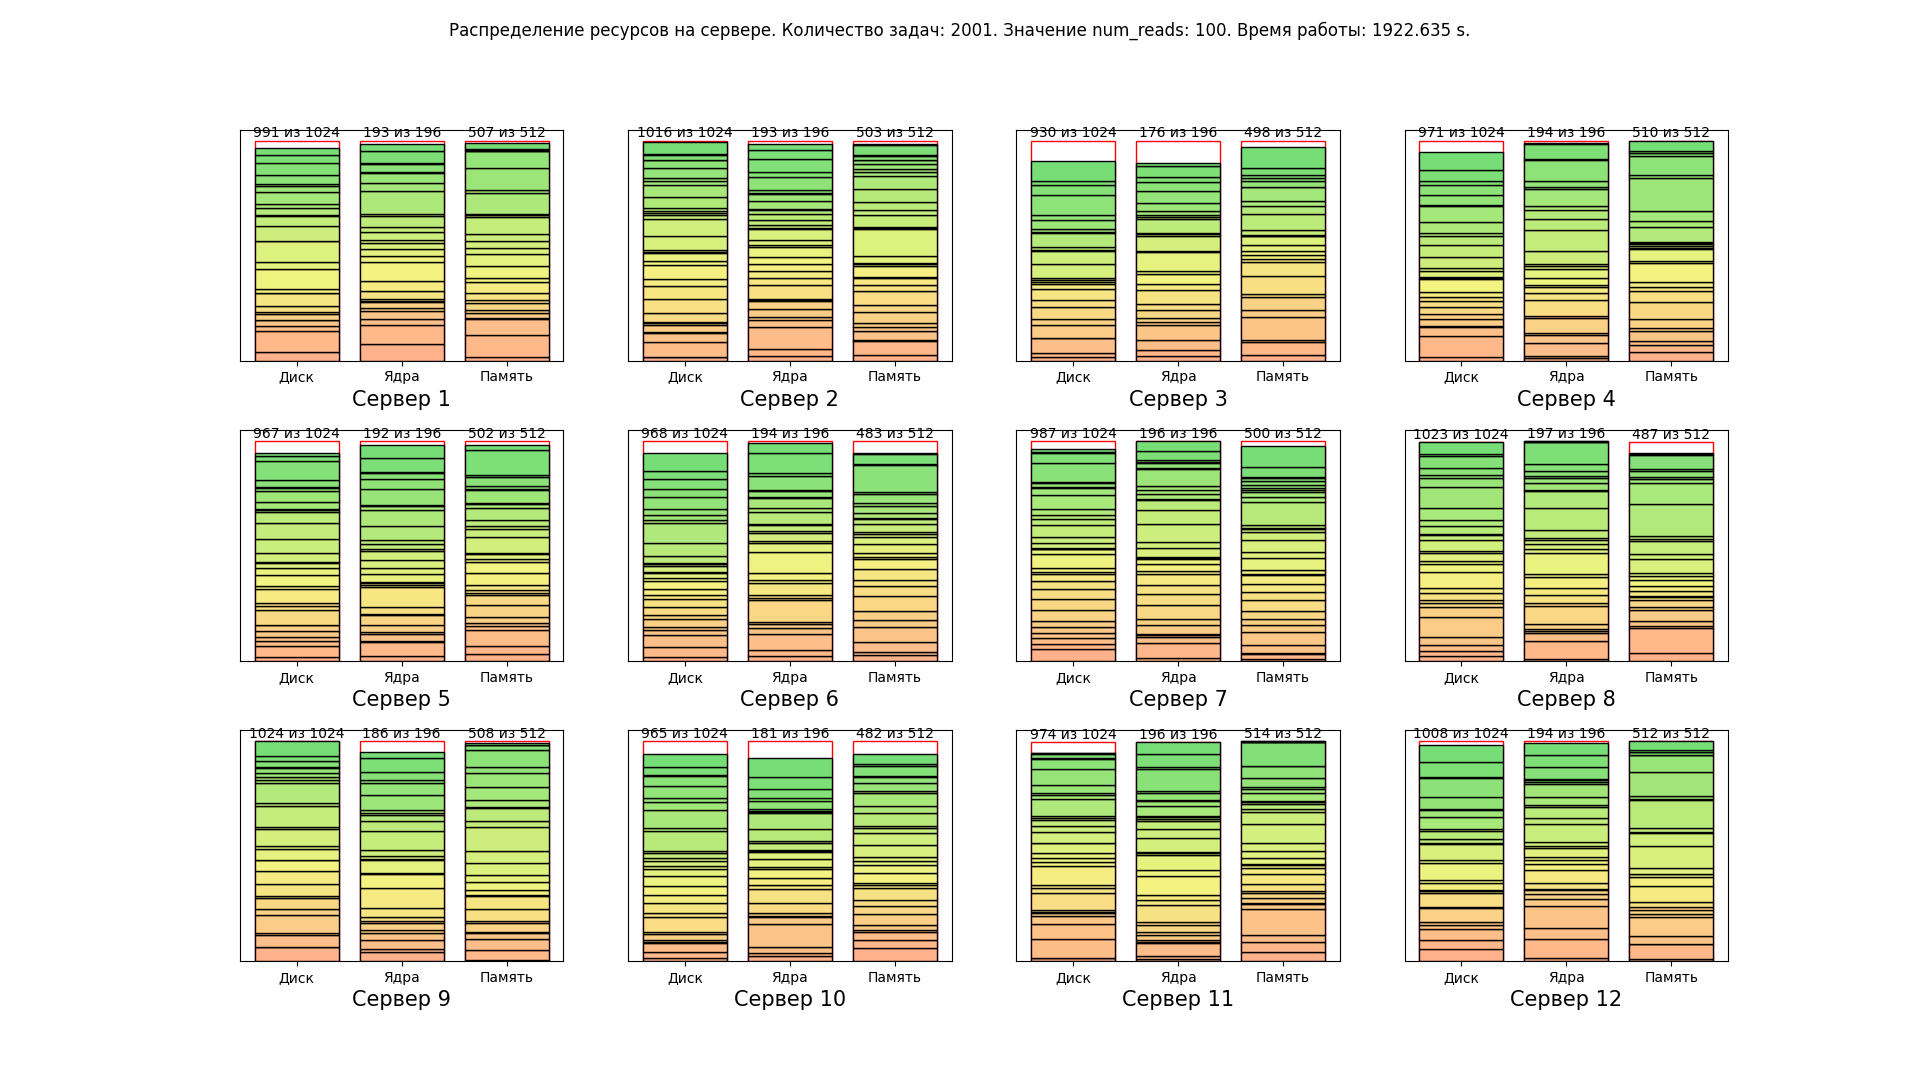 Распределение ресурсов на сервере. Количество задач: 2001. Значение num_reads: 100. Время работы: 1922.635 s.
991 из 1024 193 из 196 507 из 512
Диск Ядра Память
Сервер 1
1016 из 1024 193 из 196 503 из 512
Диск Ядра Память
Сервер 2
930 из 1024 176 из 196 498 из 512
Диск Ядра Память
Сервер 3
971 из 1024 194 из 196 510 из 512
Диск Ядра Память
Сервер 4
967 из 1024 192 из 196 502 из 512
Диск Ядра Память
Сервер 5
968 из 1024 194 из 196 483 из 512
Диск Ядра Память
Сервер 6
987 из 1024 196 из 196 500 из 512
Диск Ядра Память
Сервер 7
1023 из 1024 197 из 196 487 из 512
Диск Ядра Память
Сервер 8
1024 из 1024 186 из 196 508 из 512
Диск Ядра Память
Сервер 9
965 из 1024 181 из 196 482 из 512
Диск Ядра Память
Сервер 10
974 из 1024 196 из 196 514 из 512
Диск Ядра Память
Сервер 11
1008 из 1024 194 из 196 512 из 512
Диск Ядра Память
Сервер 12